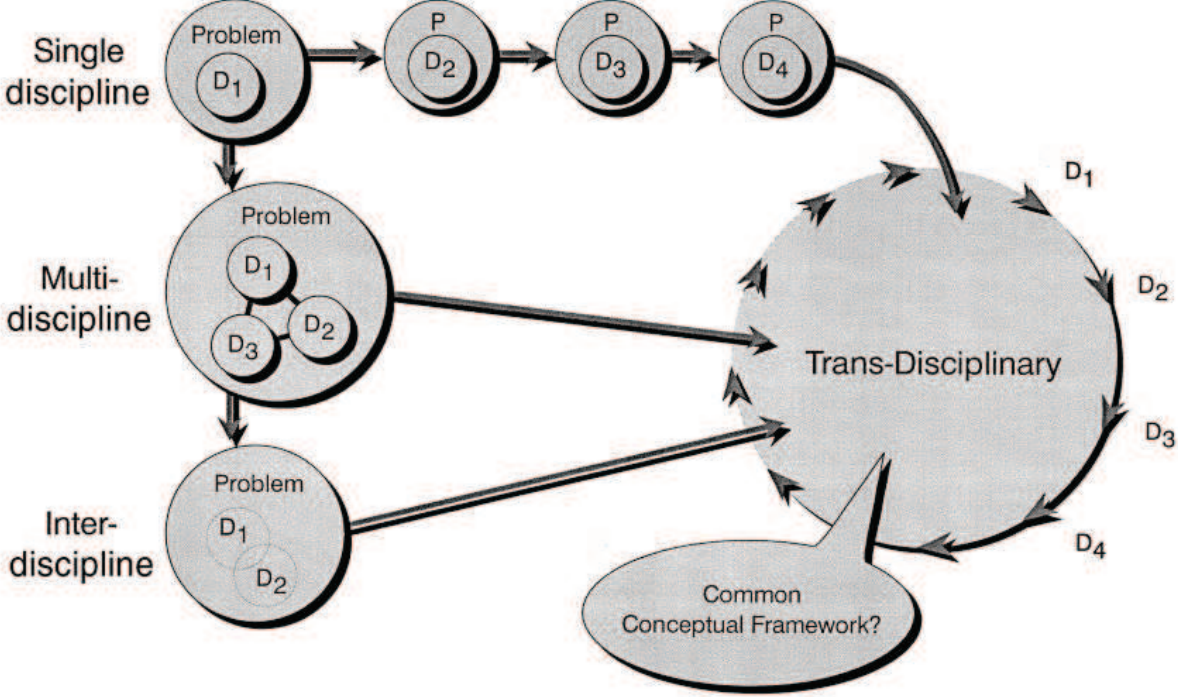 Single
discipline
Problem
D1
P
D2
P
D3
P
D4
Multi-
discipline
Problem
D1
D2
D3
Inter-
discipline
Problem
D1
D2
Trans-Disciplinary
D1
D2
D3
D4
Common
Conceptual Framework?